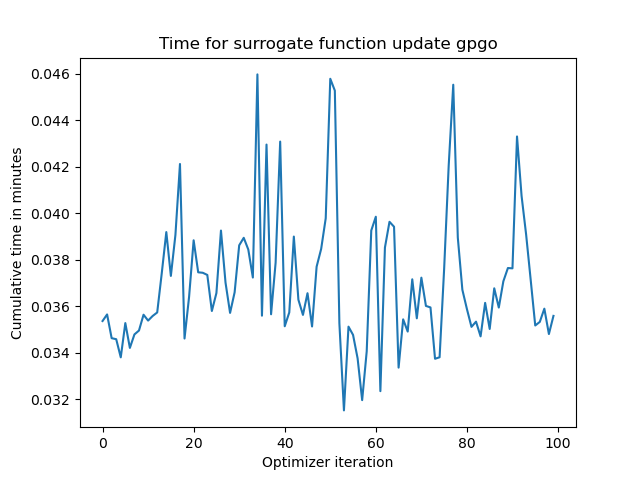 Time for surrogate function update gpgo
Cumulative time in minutes
0.046
0.044
0.042
0.040
0.038
0.036
0.034
0.032
0 20 40 60 80 100
Optimizer iteration